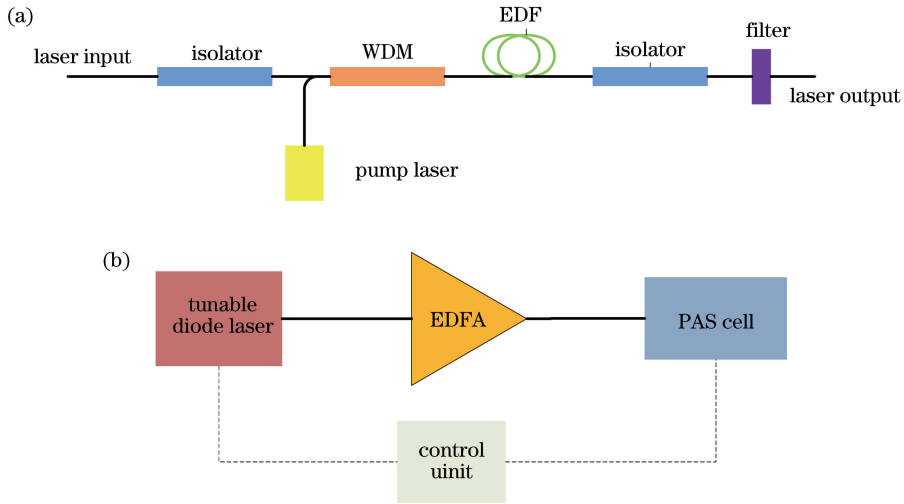 (a)
EDF
laser input
isolator
WDM
isolator
filter
laser output
pump laser
(b)
tunable
diode laser
EDFA
PAS cell
control
uinit